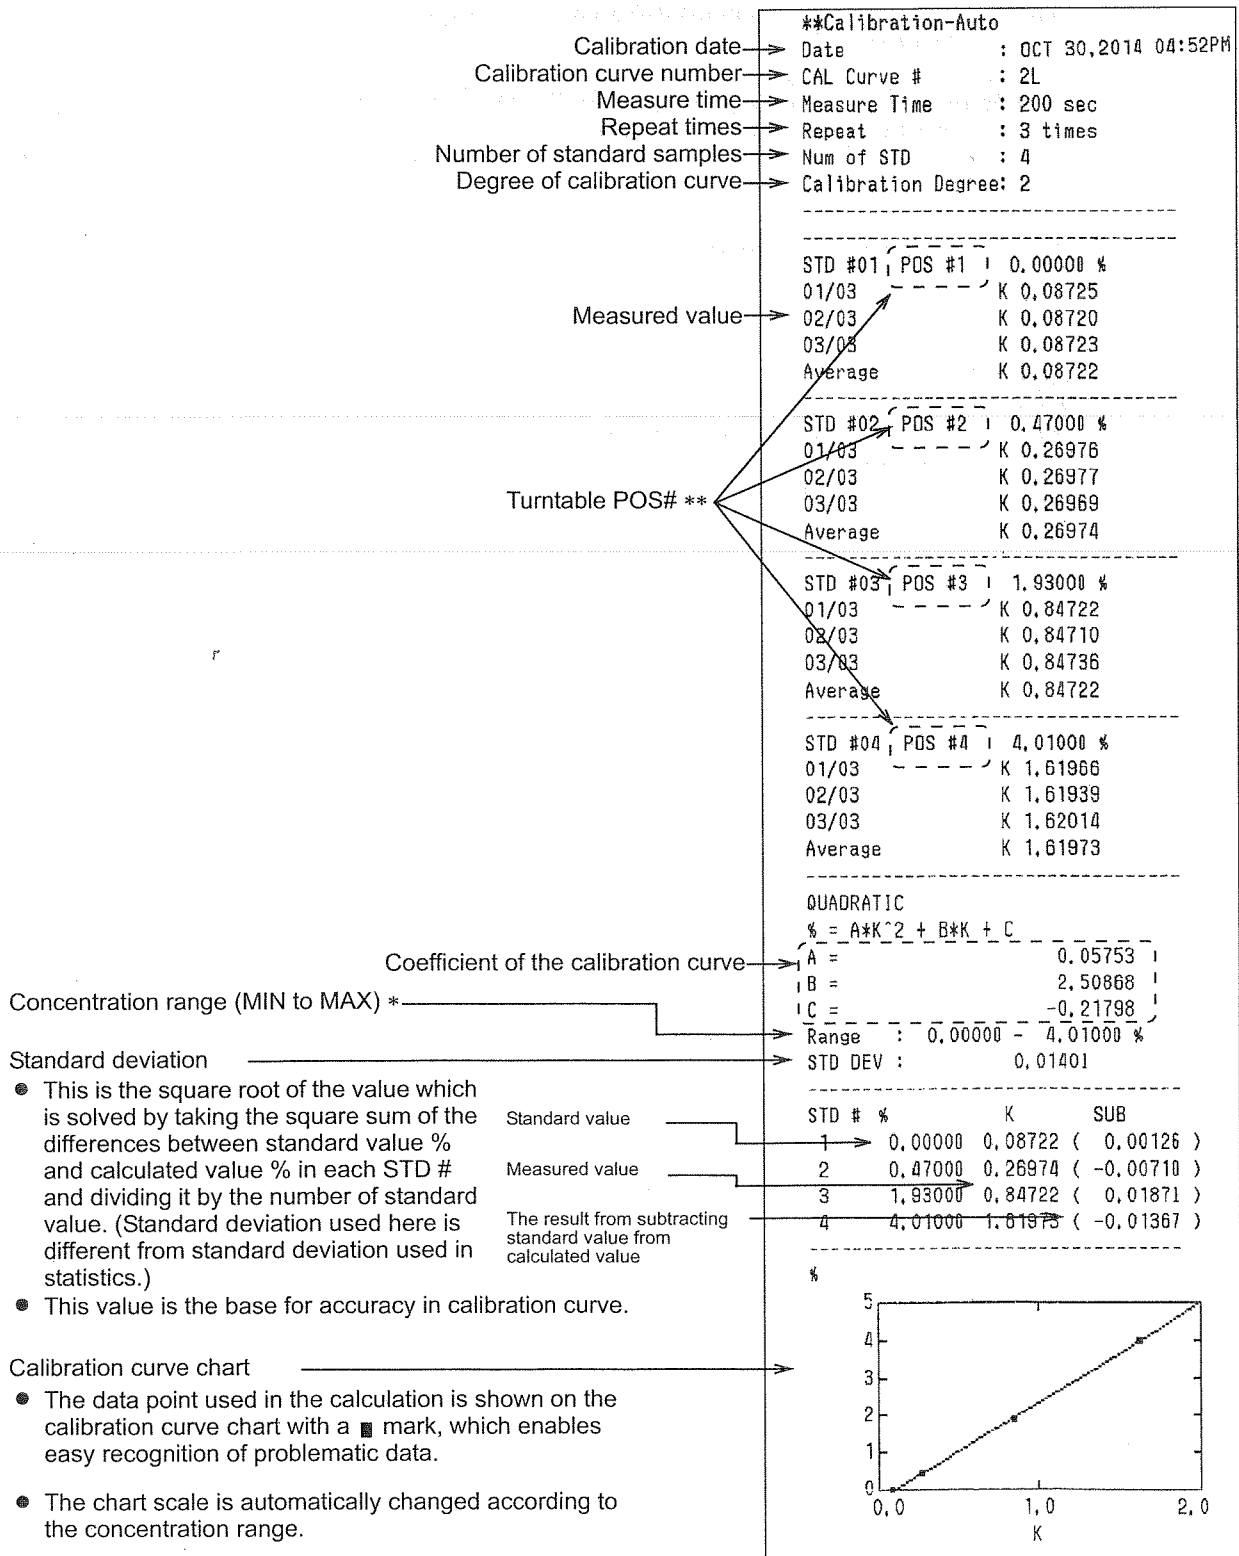 **Calibration-Auto
Calibration date Date : OCT 30,2014 04:52PM
Calibration curve number CAL Curve # : 2L
Measure time Measure Time : 200 sec
Repeat times Repeat : 3 times
Number of standard samples Num of STD : 4
Degree of calibration curve Calibration Degree: 2
STD #01 POS #1 0.00000 %
01/03 K 0.08725
Measured value 02/03 K 0.08720
03/03 K 0.08723
Average K 0.08722
STD #02 POS #2 0.47000 %
01/03 K 0.26976
02/03 K 0.26977
Turntable POS# ** 03/03 K 0.26969
Average K 0.26974
STD #03 POS #3 1.93000 %
01/03 K 0.84722
02/03 K 0.84710
03/03 K 0.84736
Average K 0.84722
STD #04 POS #4 4.01000 %
01/03 K 1.61966
02/03 K 1.61939
03/03 K 1.62014
Average K 1.61973
QUADRATIC
% = A*K^2 + B*K + C
Coefficient of the calibration curve A = 0.05753
B = 2.50868
Concentration range (MIN to MAX) * C = -0.21798
Range : 0.00000 - 4.01000 %
Standard deviation STD DEV : 0.01401
● This is the square root of the value which
is solved by taking the square sum of the
differences between standard value %
and calculated value % in each STD #
and dividing it by the number of standard
value. (Standard deviation used here is
different from standard deviation used in
statistics.)
● This value is the base for accuracy in calibration curve.
Standard value
Measured value
The result from subtracting
standard value from
calculated value
STD # % K SUB
1 0.00000 0.08722 ( 0.00126 )
2 0.47000 0.26974 ( -0.00710 )
3 1.93000 0.84722 ( 0.01871 )
4 4.01000 1.61973 ( -0.01367 )
Calibration curve chart
● The data point used in the calculation is shown on the
calibration curve chart with a ■ mark, which enables
easy recognition of problematic data.
● The chart scale is automatically changed according to
the concentration range.
%
5
4
3
2
1
0
0.0 1.0 2.0
K
r